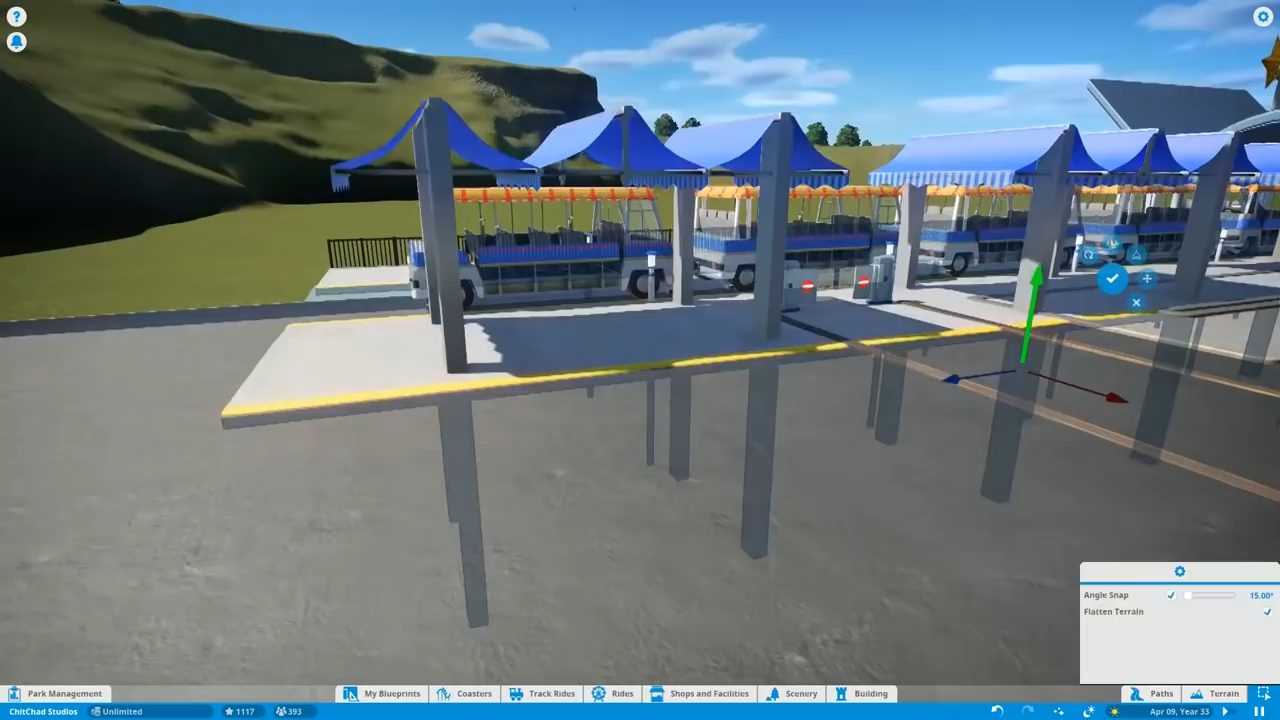 ?
Angle Snap 15.00°
Flatten Terrain
Park Management My Blueprints Coasters Track Rides Rides Shops and Facilities Scenery Building Paths Terrain
ChitChad Studios Unlimited 1117 393 Apr 09, Year 33